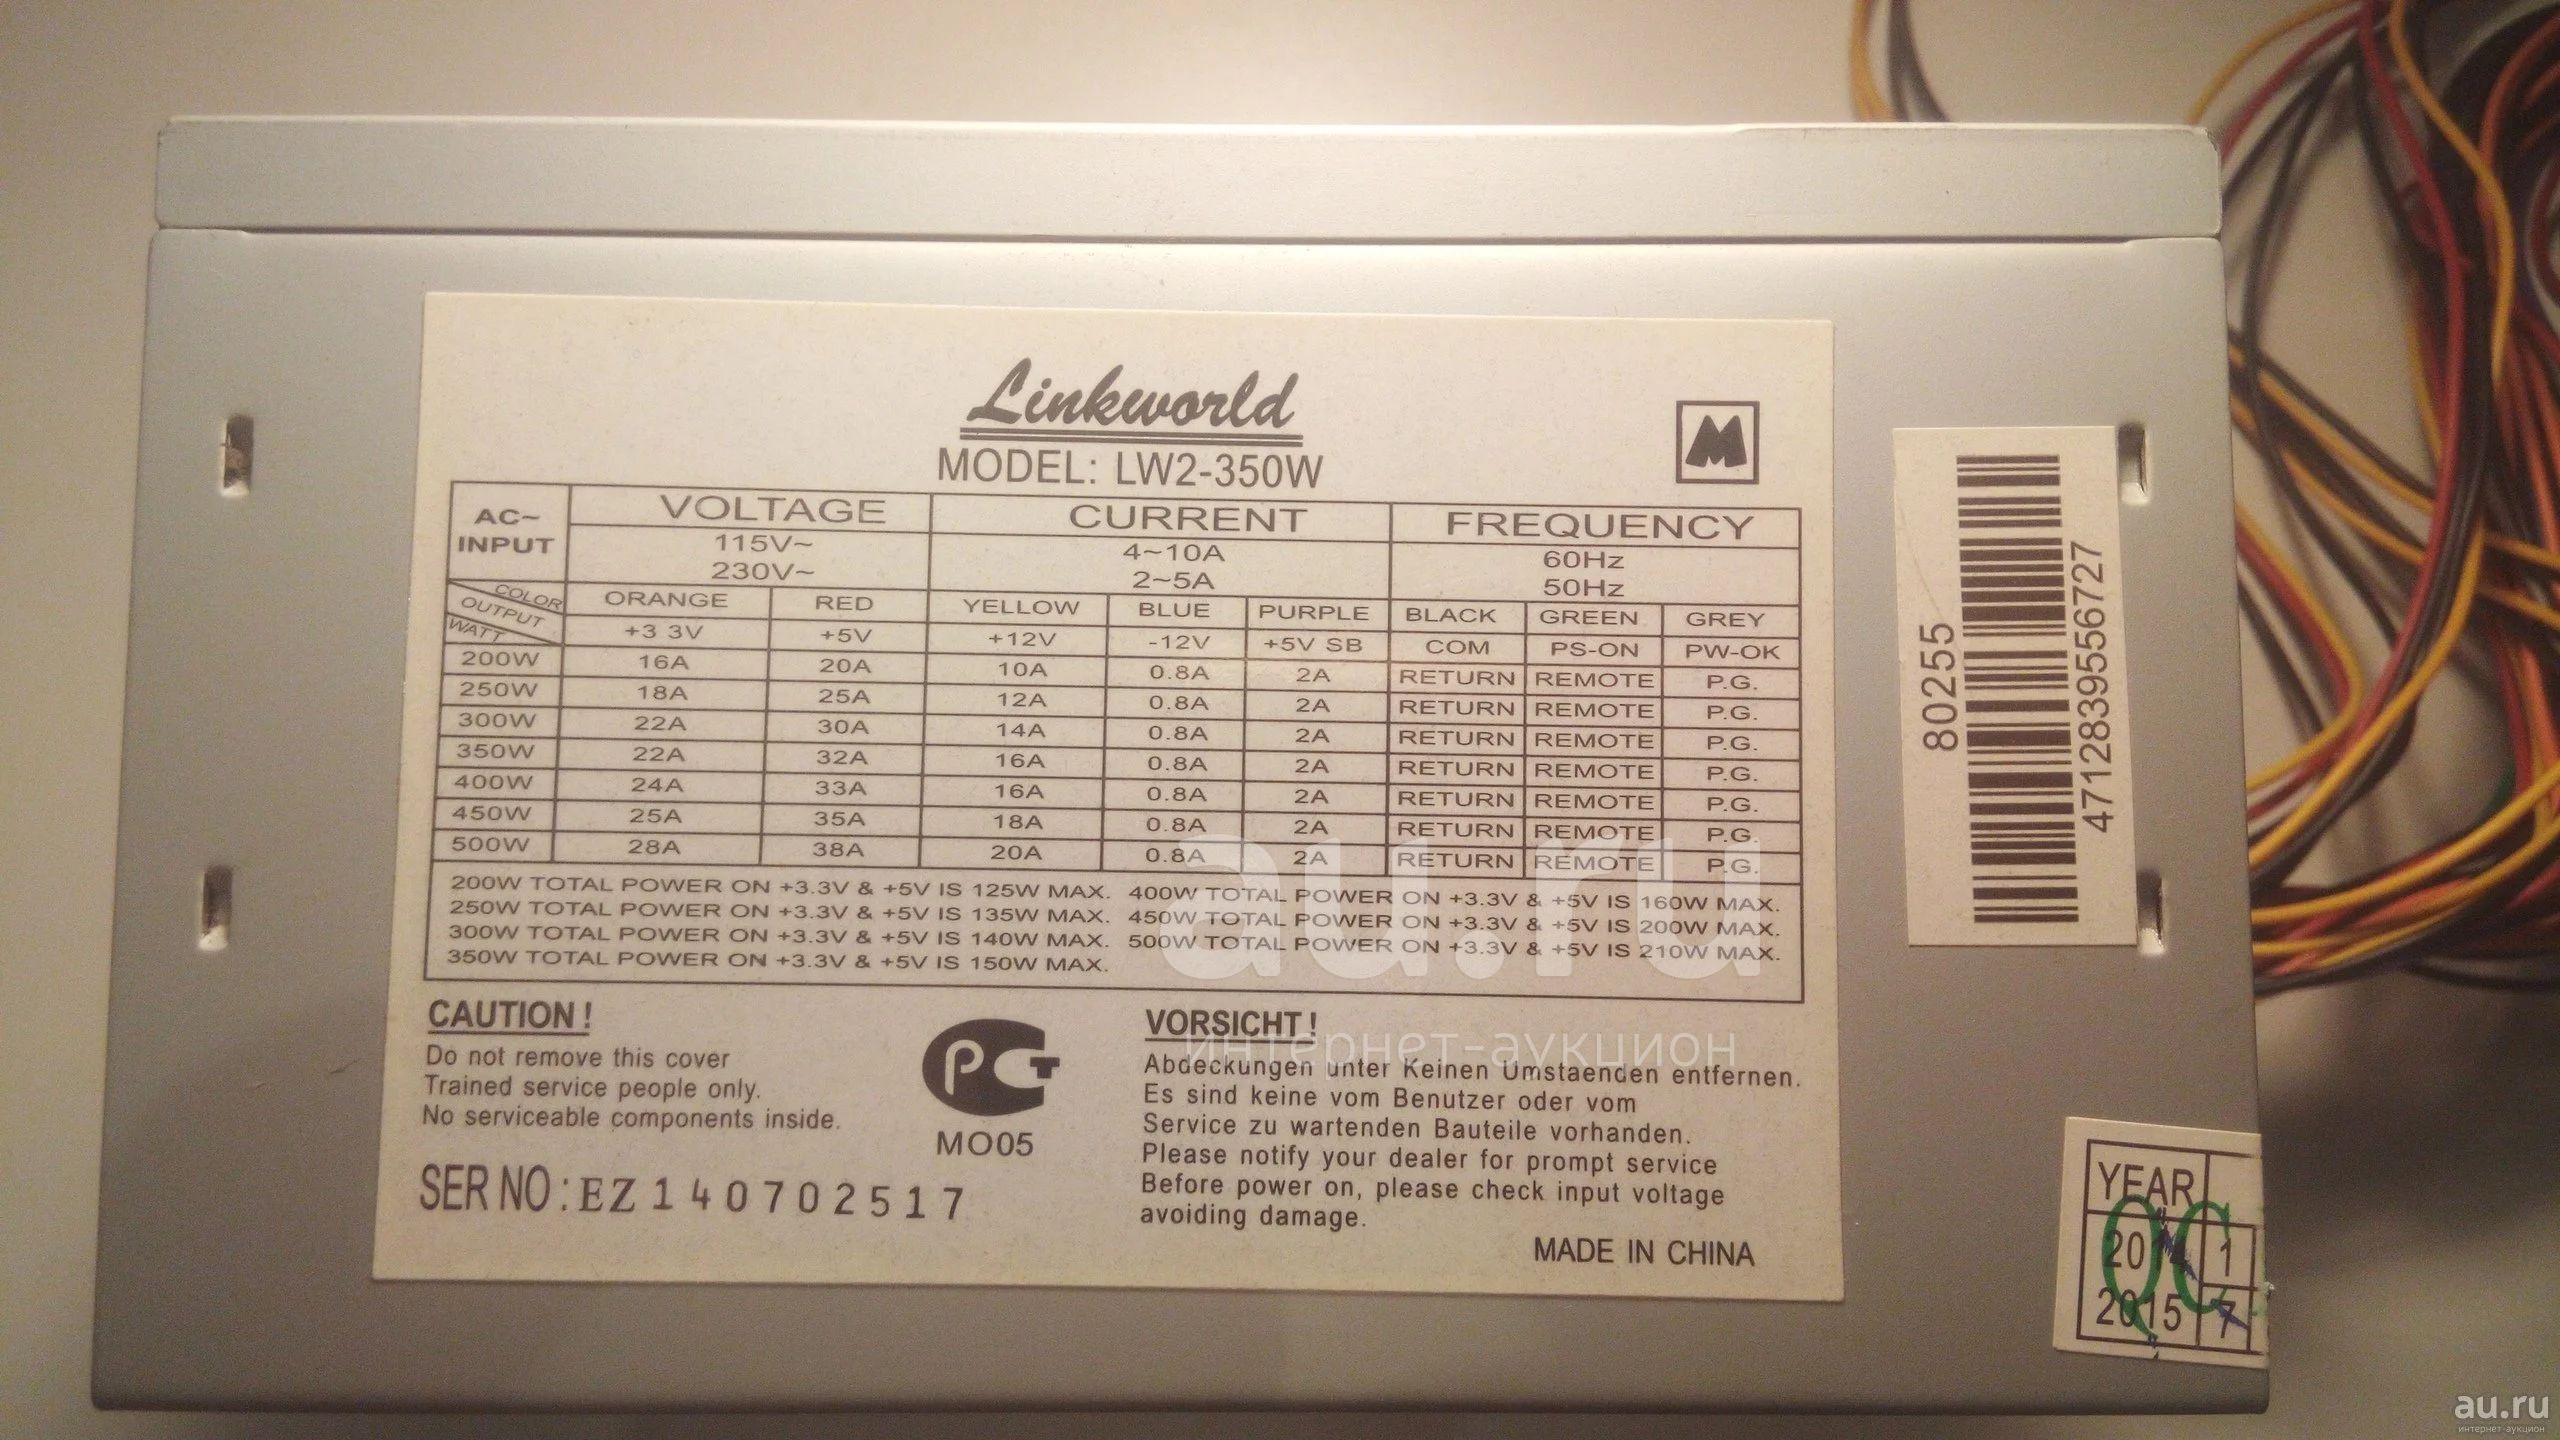 Linkworld
MODEL: LW2-350W
M
AC~ INPUT VOLTAGE CURRENT FREQUENCY
115V~ 4~10A 60Hz
230V~ 2~5A 50Hz
COLOR ORANGE RED YELLOW BLUE PURPLE BLACK GREEN GREY
OUTPUT +3 3V +5V +12V -12V +5V SB COM PS-ON PW-OK
WATT
200W 16A 20A 10A 0.8A 2A RETURN REMOTE P.G.
250W 18A 25A 12A 0.8A 2A RETURN REMOTE P.G.
300W 22A 30A 14A 0.8A 2A RETURN REMOTE P.G.
350W 22A 32A 16A 0.8A 2A RETURN REMOTE P.G.
400W 24A 33A 16A 0.8A 2A RETURN REMOTE P.G.
450W 25A 35A 18A 0.8A 2A RETURN REMOTE P.G.
500W 28A 38A 20A 0.8A 2A RETURN REMOTE P.G.
200W TOTAL POWER ON +3.3V & +5V IS 125W MAX. 400W TOTAL POWER ON +3.3V & +5V IS 160W MAX.
250W TOTAL POWER ON +3.3V & +5V IS 135W MAX. 450W TOTAL POWER ON +3.3V & +5V IS 200W MAX.
300W TOTAL POWER ON +3.3V & +5V IS 140W MAX. 500W TOTAL POWER ON +3.3V & +5V IS 210W MAX.
350W TOTAL POWER ON +3.3V & +5V IS 150W MAX.
CAUTION !
Do not remove this cover
Trained service people only.
No serviceable components inside.
SER NO: EZ140702517
РСТ
MO05
VORSICHT !
Abdeckungen unter Keinen Umstaenden entfernen.
Es sind keine vom Benutzer oder vom
Service zu wartenden Bauteile vorhanden.
Please notify your dealer for prompt service
Before power on, please check input voltage
avoiding damage.
MADE IN CHINA
80255
4712839556727
YEAR
1
2015 7
QC
au.ru
интернет-аукцион
au.ru
интернет-аукцион